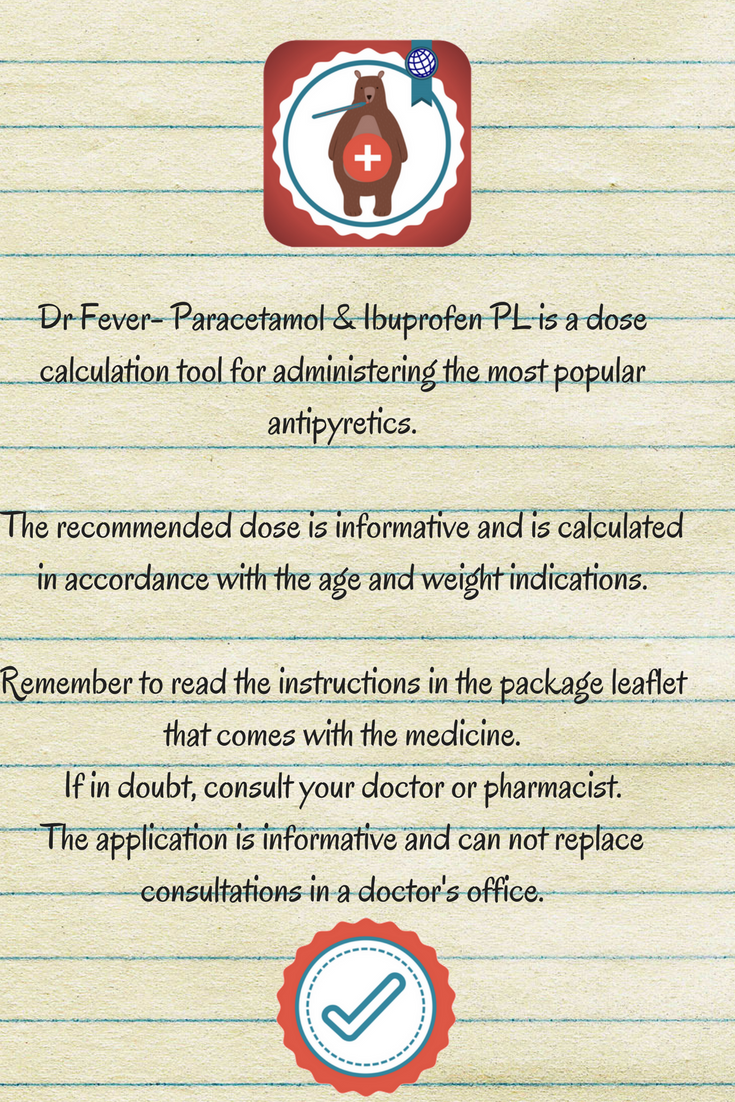 Dr Fever- Paracetamol & Ibuprofen PL is a dose
calculation tool for administering the most popular
antipyretics.
The recommended dose is informative and is calculated
in accordance with the age and weight indications.
Remember to read the instructions in the package leaflet
that comes with the medicine.
If in doubt, consult your doctor or pharmacist.
The application is informative and can not replace
consultations in a doctor's office.